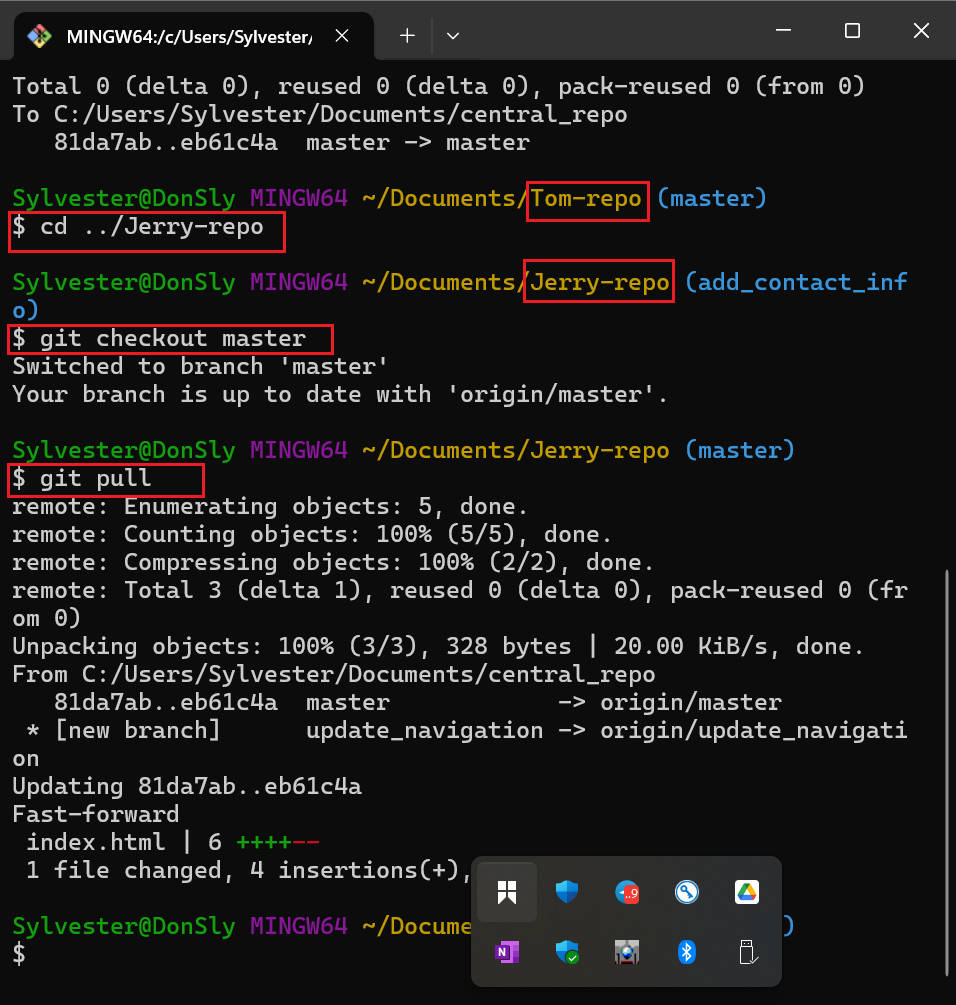 MINGW64:/c/Users/Sylvester/
Total 0 (delta 0), reused 0 (delta 0), pack-reused 0 (from 0)
To C:/Users/Sylvester/Documents/central_repo
   81da7ab..eb61c4a  master -> master
Sylvester@DonSly MINGW64 ~/Documents/Tom-repo (master)
$ cd ../Jerry-repo
Sylvester@DonSly MINGW64 ~/Documents/Jerry-repo (add_contact_inf
o)
$ git checkout master
Switched to branch 'master'
Your branch is up to date with 'origin/master'.
Sylvester@DonSly MINGW64 ~/Documents/Jerry-repo (master)
$ git pull
remote: Enumerating objects: 5, done.
remote: Counting objects: 100% (5/5), done.
remote: Compressing objects: 100% (2/2), done.
remote: Total 3 (delta 1), reused 0 (delta 0), pack-reused 0 (fr
om 0)
Unpacking objects: 100% (3/3), 328 bytes | 20.00 KiB/s, done.
From C:/Users/Sylvester/Documents/central_repo
   81da7ab..eb61c4a  master            -> origin/master
 * [new branch]      update_navigation -> origin/update_navigati
on
Updating 81da7ab..eb61c4a
Fast-forward
 index.html | 6 ++++--
 1 file changed, 4 insertions(+),
Sylvester@DonSly MINGW64 ~/Docume )
$
..9
N